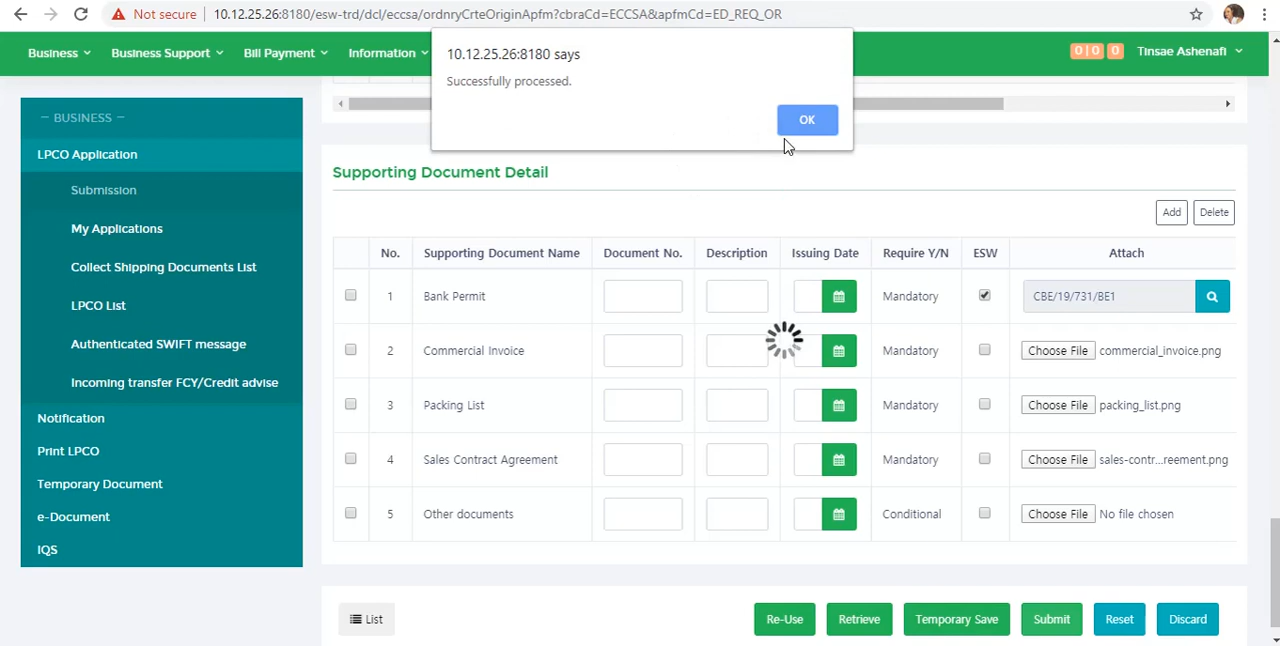 Not secure | 10.12.25.26:8180/esw-trd/dcl/eccsa/ordnryCrteOriginApfm?cbraCd=ECCSA&apfmCd=ED_REQ_OR
Business Business Support Bill Payment Information 0|0|0 Tinsae Ashenafi
10.12.25.26:8180 says
Successfully processed.
OK
— BUSINESS —
LPCO Application
Submission
My Applications
Collect Shipping Documents List
LPCO List
Authenticated SWIFT message
Incoming transfer FCY/Credit advise
Notification
Print LPCO
Temporary Document
e-Document
IQS
Supporting Document Detail
Add Delete
No. Supporting Document Name Document No. Description Issuing Date Require Y/N ESW Attach
1 Bank Permit Mandatory CBE/19/731/BE1
2 Commercial Invoice Mandatory Choose File commercial_invoice.png
3 Packing List Mandatory Choose File packing_list.png
4 Sales Contract Agreement Mandatory Choose File sales-contr...reement.png
5 Other documents Conditional Choose File No file chosen
List Re-Use Retrieve Temporary Save Submit Reset Discard